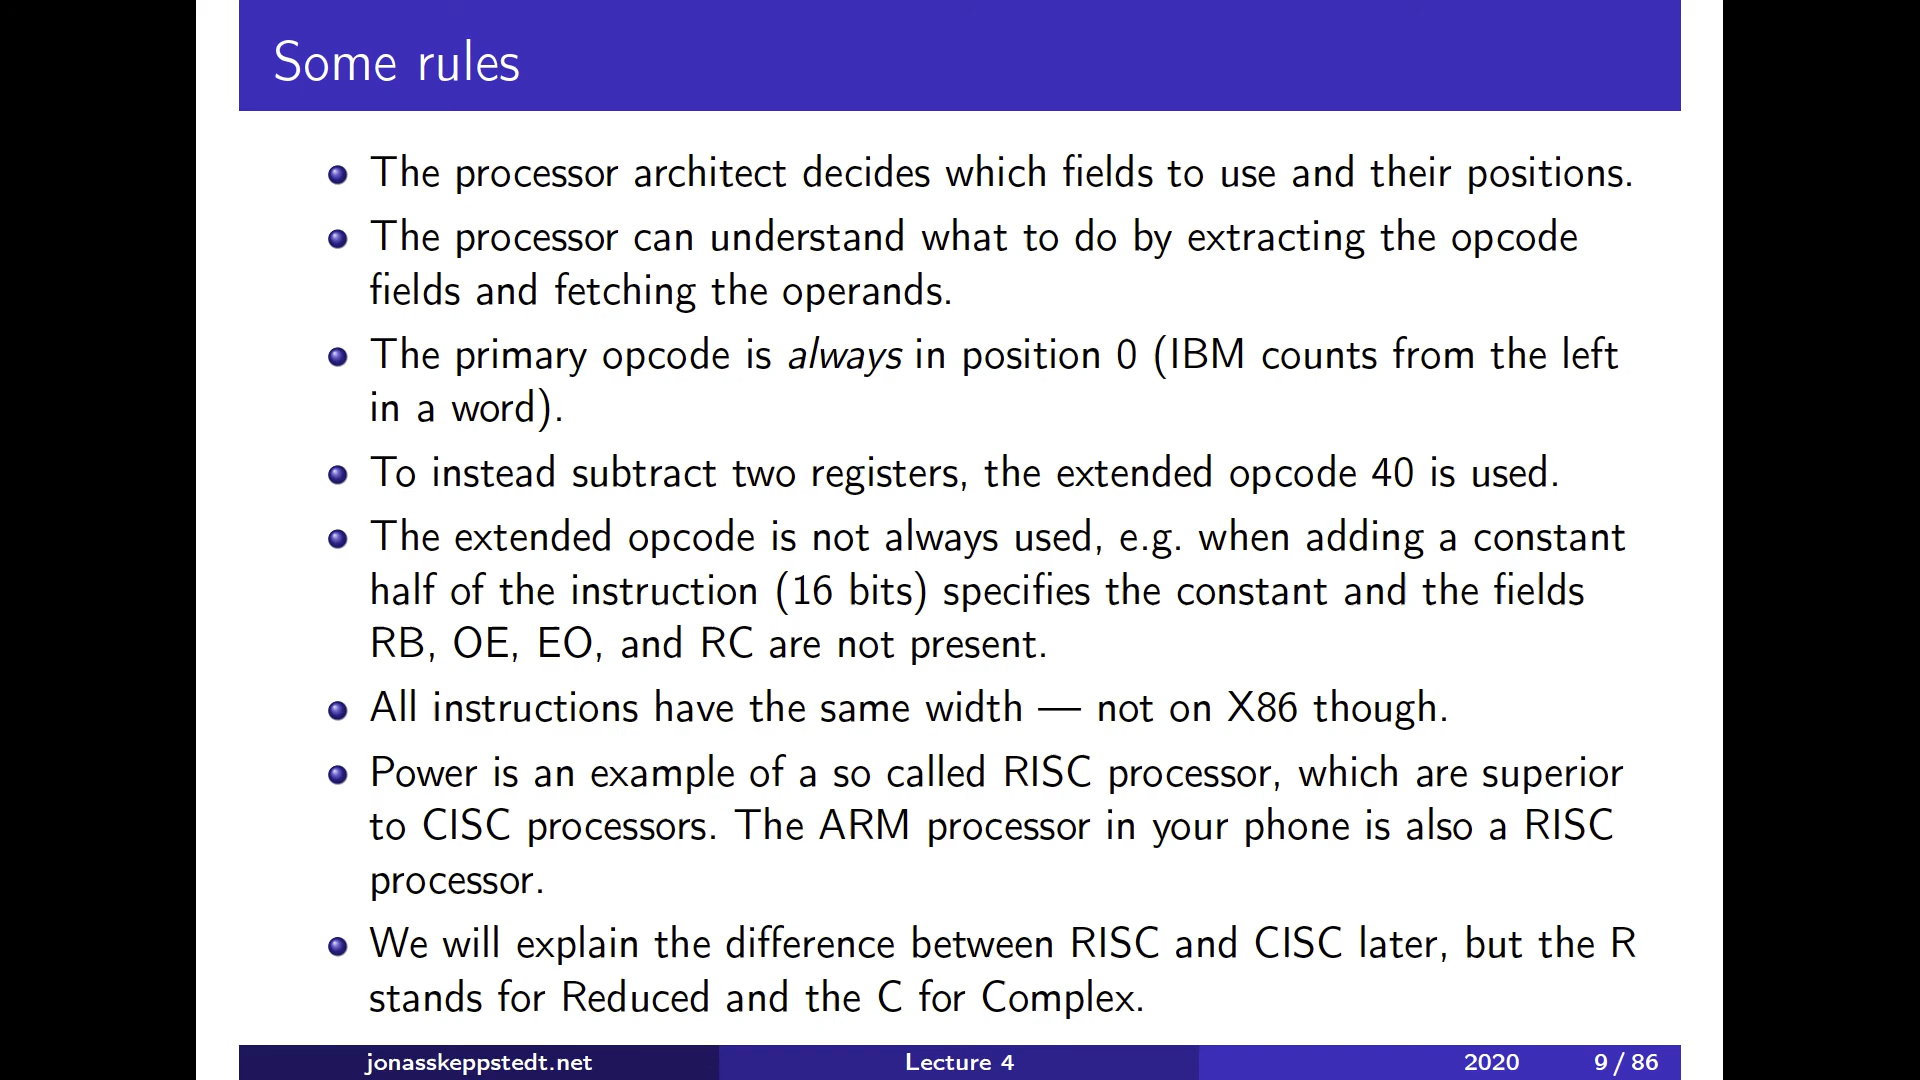 Some rules
The processor architect decides which fields to use and their positions.
The processor can understand what to do by extracting the opcode
fields and fetching the operands.
The primary opcode is always in position 0 (IBM counts from the left
in a word).
To instead subtract two registers, the extended opcode 40 is used.
The extended opcode is not always used, e.g. when adding a constant
half of the instruction (16 bits) specifies the constant and the fields
RB, OE, EO, and RC are not present.
All instructions have the same width — not on X86 though.
Power is an example of a so called RISC processor, which are superior
to CISC processors. The ARM processor in your phone is also a RISC
processor.
We will explain the difference between RISC and CISC later, but the R
stands for Reduced and the C for Complex.
jonasskeppstedt.net Lecture 4 2020 9 / 86